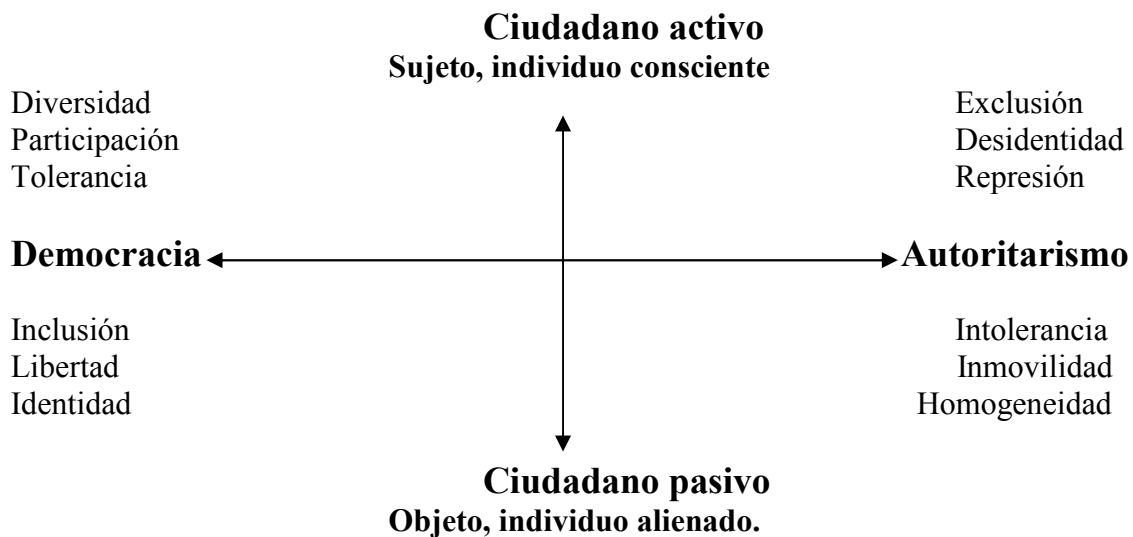 Ciudadano activo
Sujeto, individuo consciente
Diversidad Exclusión
Participación Desidentidad
Tolerancia Represión
Democracia Autoritarismo
Inclusión Intolerancia
Libertad Inmovilidad
Identidad Homogeneidad
Ciudadano pasivo
Objeto, individuo alienado.